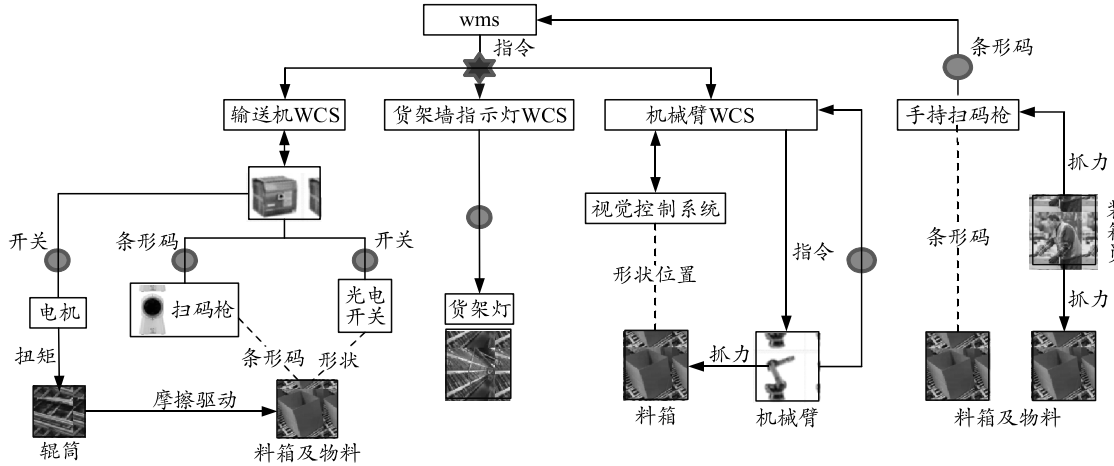 wms
指令
条形码
输送机WCS
货架墙指示灯WCS
机械臂WCS
手持扫码枪
抓力
视觉控制系统
装箱员
开关
条形码
开关
条形码
指令
形状位置
电机
扫码枪
光电
开关
货架灯
抓力
扭矩
条形码
形状
抓力
摩擦驱动
辊筒
料箱及物料
料箱
机械臂
料箱及物料